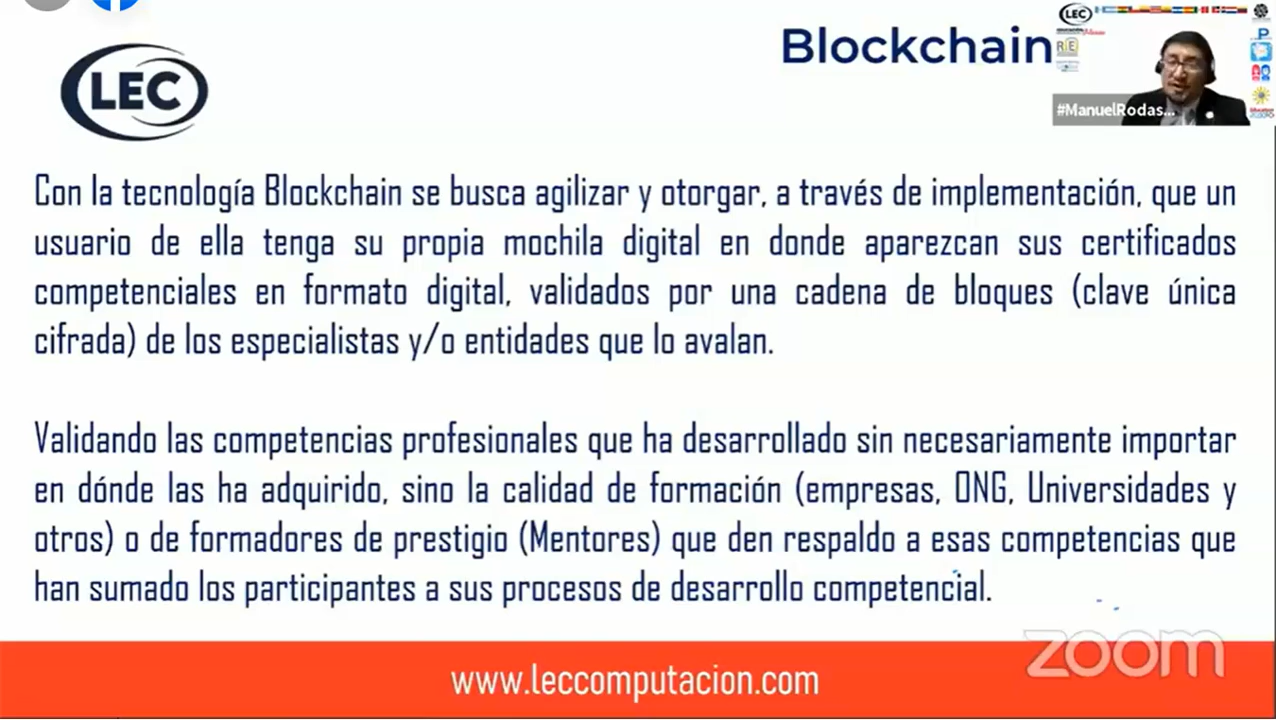 Blockchain
LEC
LEC
#ManuelRodas...
Con la tecnología Blockchain se busca agilizar y otorgar, a través de implementación, que un
usuario de ella tenga su propia mochila digital en donde aparezcan sus certificados
competenciales en formato digital, validados por una cadena de bloques (clave única
cifrada) de los especialistas y/o entidades que lo avalan.
Validando las competencias profesionales que ha desarrollado sin necesariamente importar
en dónde las ha adquirido, sino la calidad de formación (empresas, ONG, Universidades y
otros) o de formadores de prestigio (Mentores) que den respaldo a esas competencias que
han sumado los participantes a sus procesos de desarrollo competencial.
zoom
www.leccomputacion.com